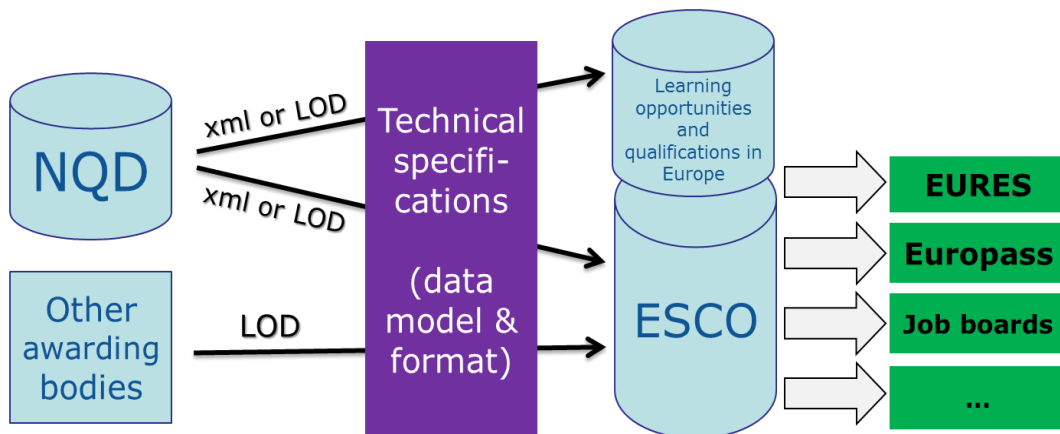 NQD
xml or LOD
xml or LOD
Other
awarding
bodies
LOD
Technical
specifi-
cations
(data
model &
format)
Learning
opportunities
and
qualifications in
Europe
ESCO
EURES
Europass
Job boards
...